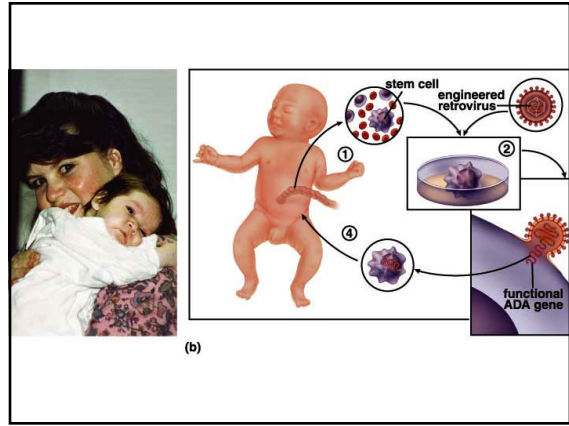 stem cell
engineered
retrovirus
①
②
④
functional
ADA gene
(b)